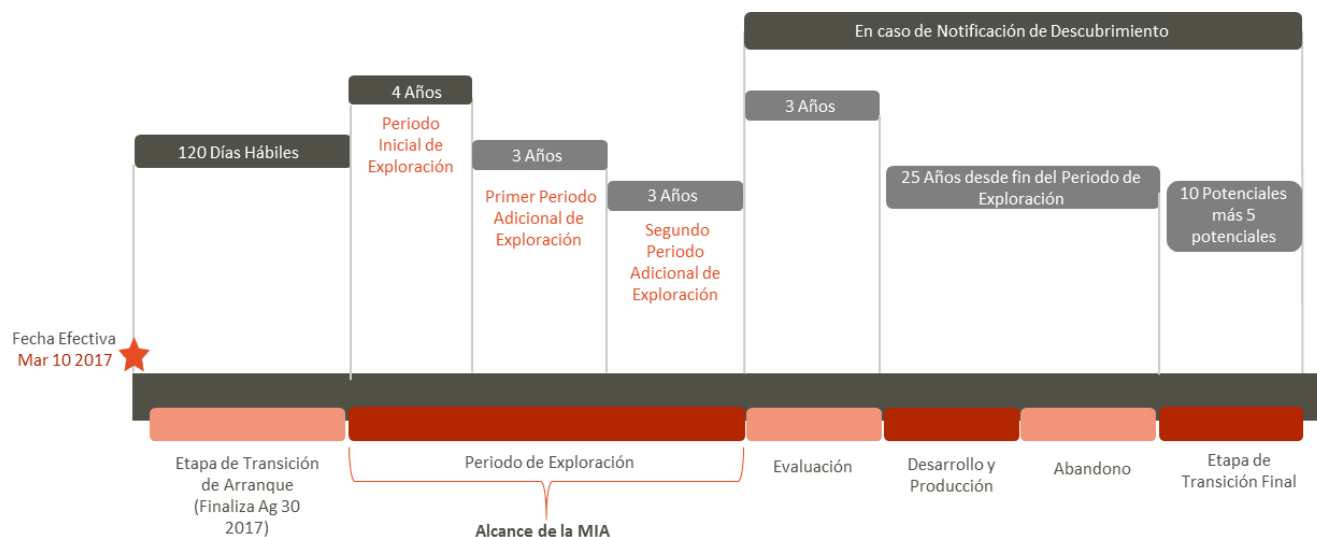 En caso de Notificación de Descubrimiento
4 Años
Periodo
Inicial de
Exploración
3 Años
120 Días Hábiles
3 Años
Primer Periodo
Adicional de
Exploración
3 Años
Segundo
Periodo
Adicional de
Exploración
25 Años desde fin del Periodo de
Exploración
10 Potenciales
más 5
potenciales
Fecha Efectiva
Mar 10 2017
Etapa de Transición
de Arranque
(Finaliza Ag 30
2017)
Periodo de Exploración
Alcance de la MIA
Evaluación
Desarrollo y
Producción
Abandono
Etapa de
Transición Final